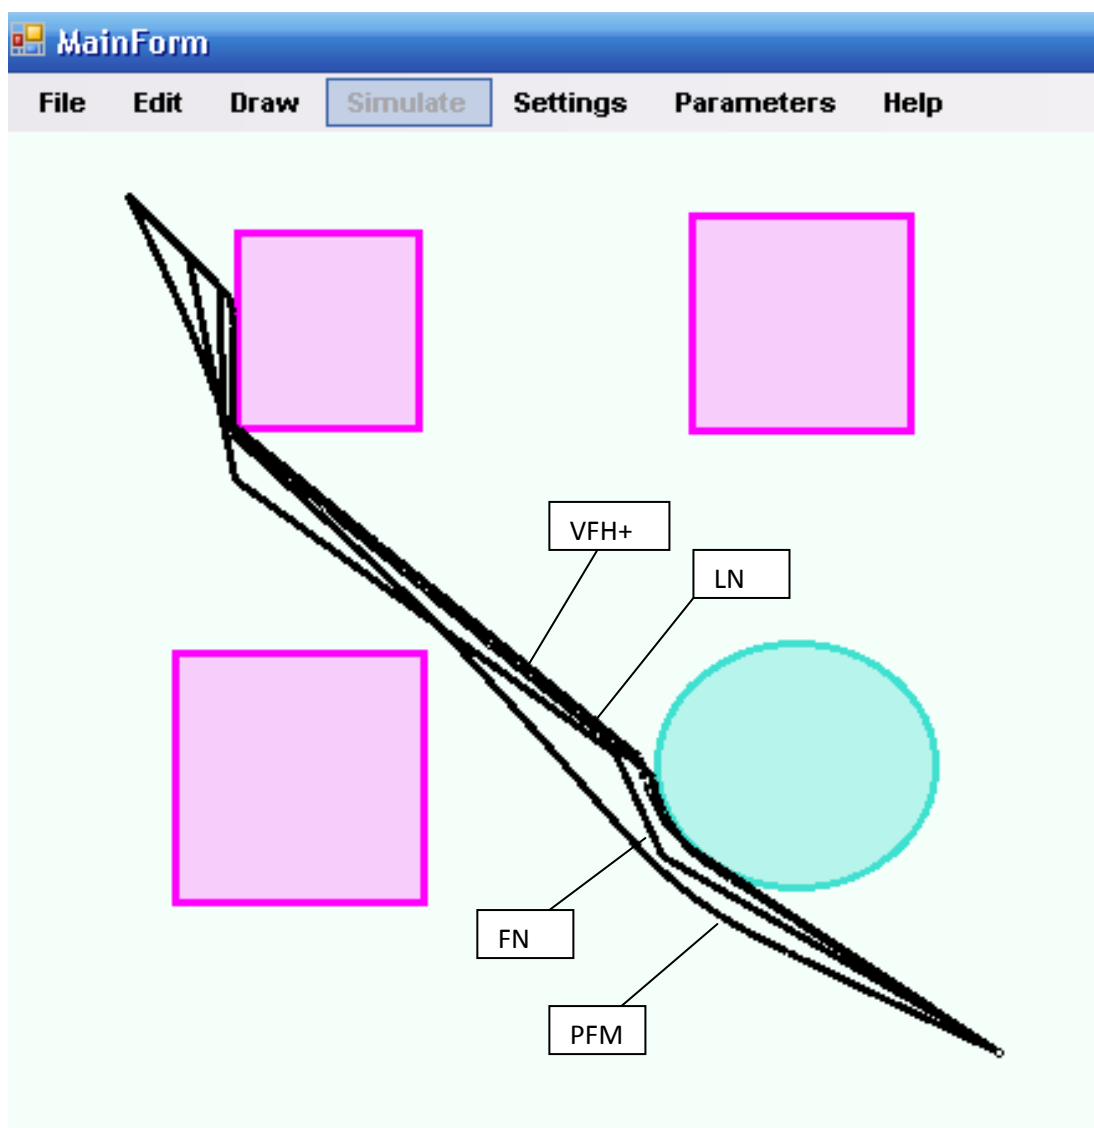 MainForm
File Edit Draw Simulate Settings Parameters Help
VFH+
LN
FN
PFM